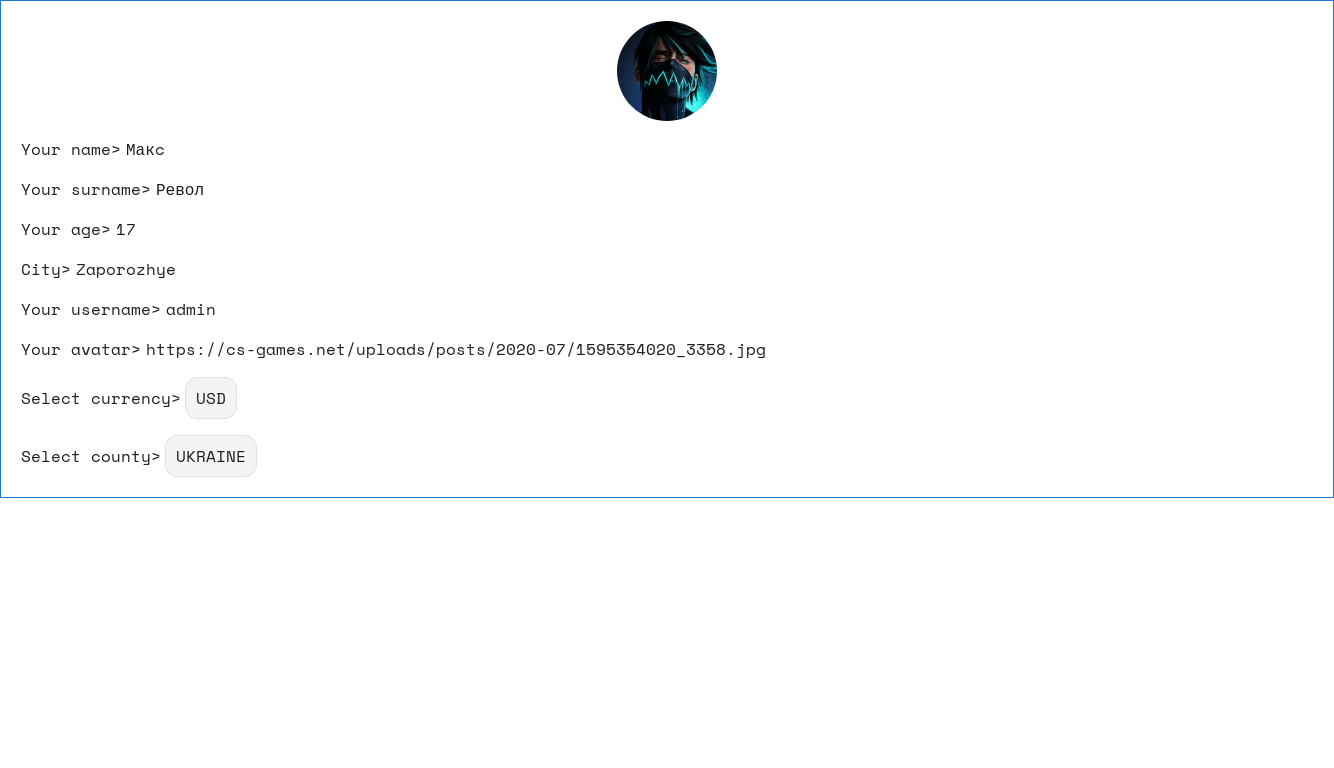 Your name> Макс
Your surname> Револ
Your age> 17
City> Zaporozhye
Your username> admin
Your avatar> https://cs-games.net/uploads/posts/2020-07/1595354020_3358.jpg
Select currency> USD
Select county> UKRAINE